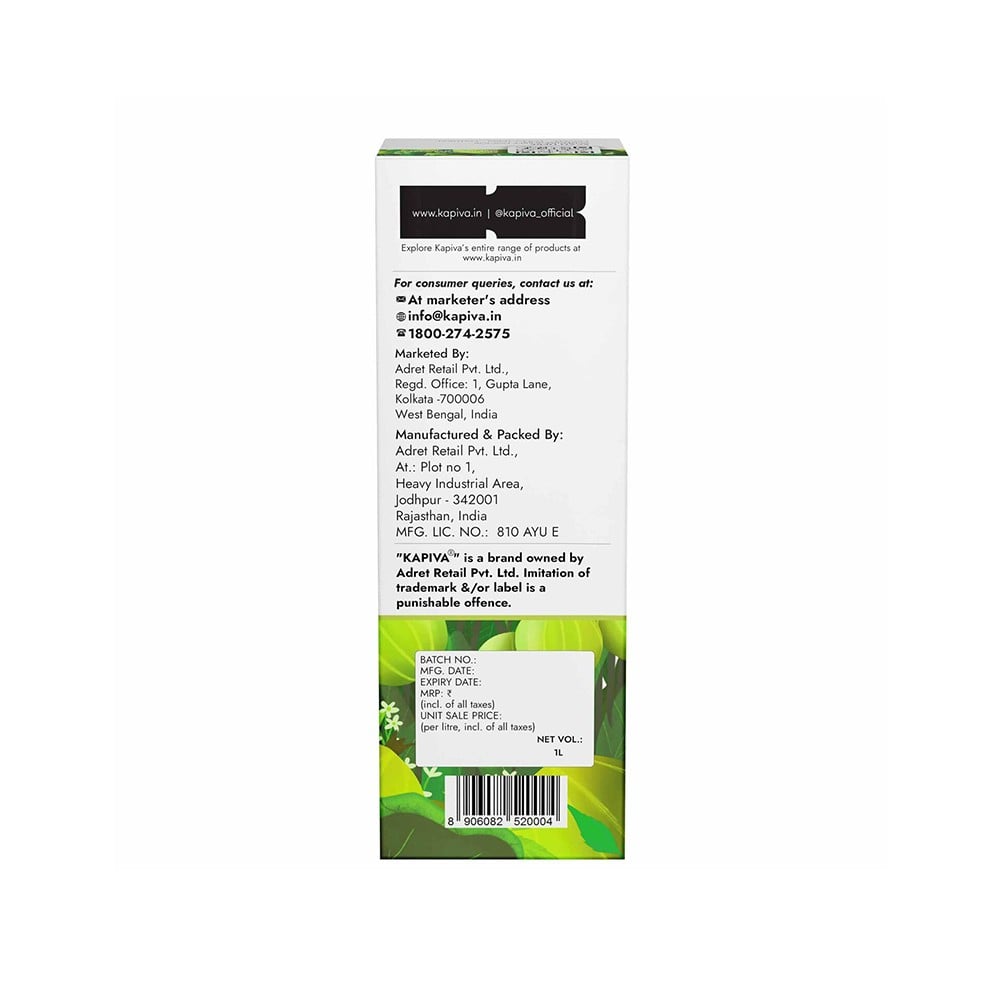 www.kapiva.in | @kapiva_official
Explore Kapiva's entire range of products at
www.kapiva.in
For consumer queries, contact us at:
At marketer's address
info@kapiva.in
1800-274-2575
Marketed By:
Adret Retail Pvt. Ltd.,
Regd. Office: 1, Gupta Lane,
Kolkata -700006
West Bengal, India
Manufactured & Packed By:
Adret Retail Pvt. Ltd.,
At.: Plot no 1,
Heavy Industrial Area,
Jodhpur - 342001
Rajasthan, India
MFG. LIC. NO.: 810 AYU E
"KAPIVA®" is a brand owned by
Adret Retail Pvt. Ltd. Imitation of
trademark &/or label is a
punishable offence.
BATCH NO.:
MFG. DATE:
EXPIRY DATE:
MRP: ₹
(incl. of all taxes)
UNIT SALE PRICE:
(per litre, incl. of all taxes)
NET VOL.:
1L
8 906082 520004